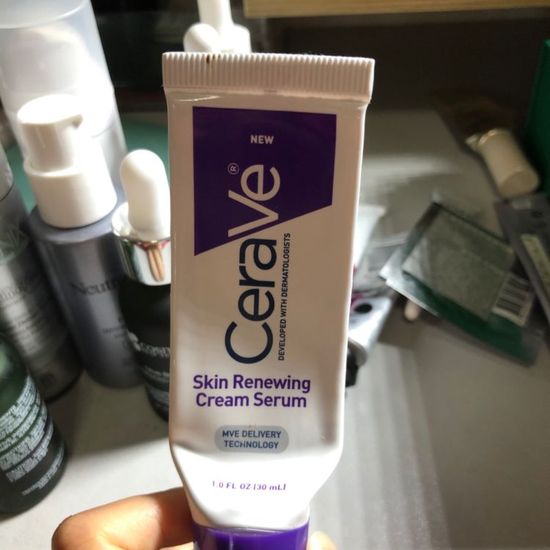 NEW
CeraVe®
DEVELOPED WITH DERMATOLOGISTS
Skin Renewing
Cream Serum
MVE DELIVERY
TECHNOLOGY
1.0 FL OZ (30 mL)